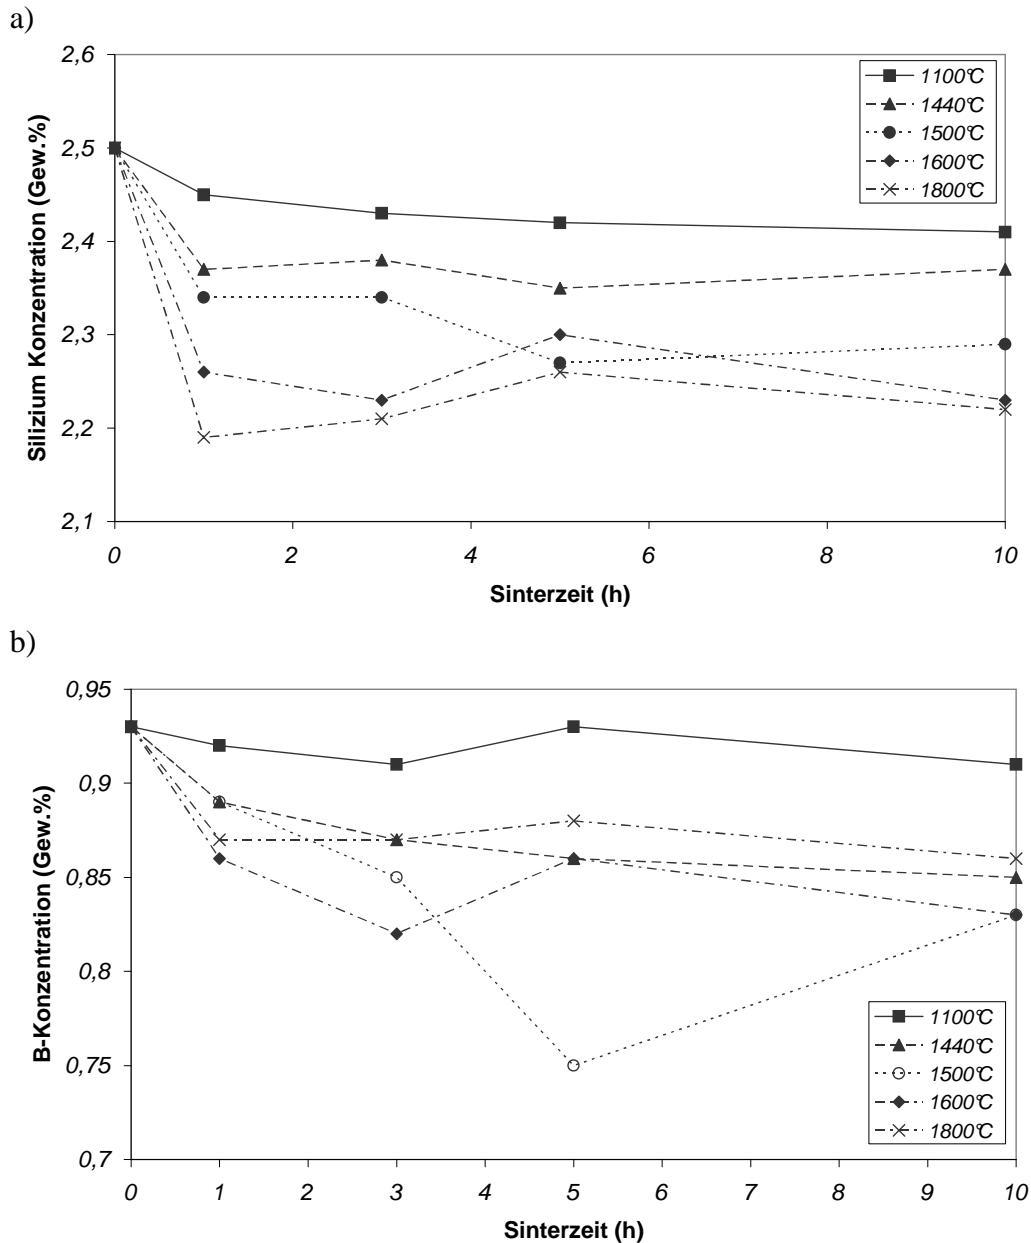 a)
2,6
2,5
2,4
2,3
2,2
2,1
Silizium Konzentration (Gew.%)
1100°C
1440°C
1500°C
1600°C
1800°C
0 2 4 6 8 10
Sinterzeit (h)
b)
0,95
0,9
0,85
0,8
0,75
0,7
B-Konzentration (Gew.%)
1100°C
1440°C
1500°C
1600°C
1800°C
0 1 2 3 4 5 6 7 8 9 10
Sinterzeit (h)